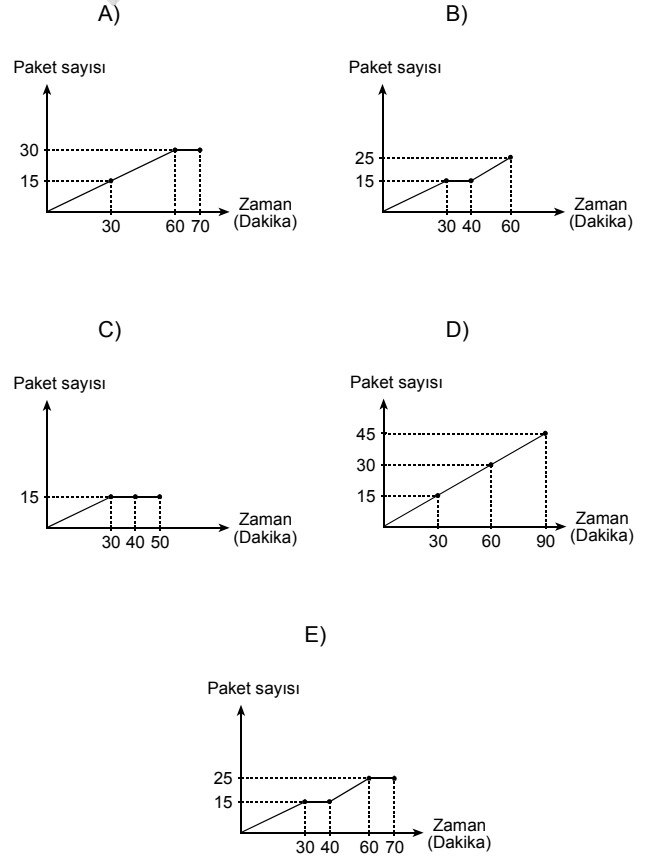 A)
Paket sayısı
30
15
30 60 70
Zaman
(Dakika)
B)
Paket sayısı
25
15
30 40 60
Zaman
(Dakika)
C)
Paket sayısı
15
30 40 50
Zaman
(Dakika)
D)
Paket sayısı
45
30
15
30 60 90
Zaman
(Dakika)
E)
Paket sayısı
25
15
30 40 60 70
Zaman
(Dakika)